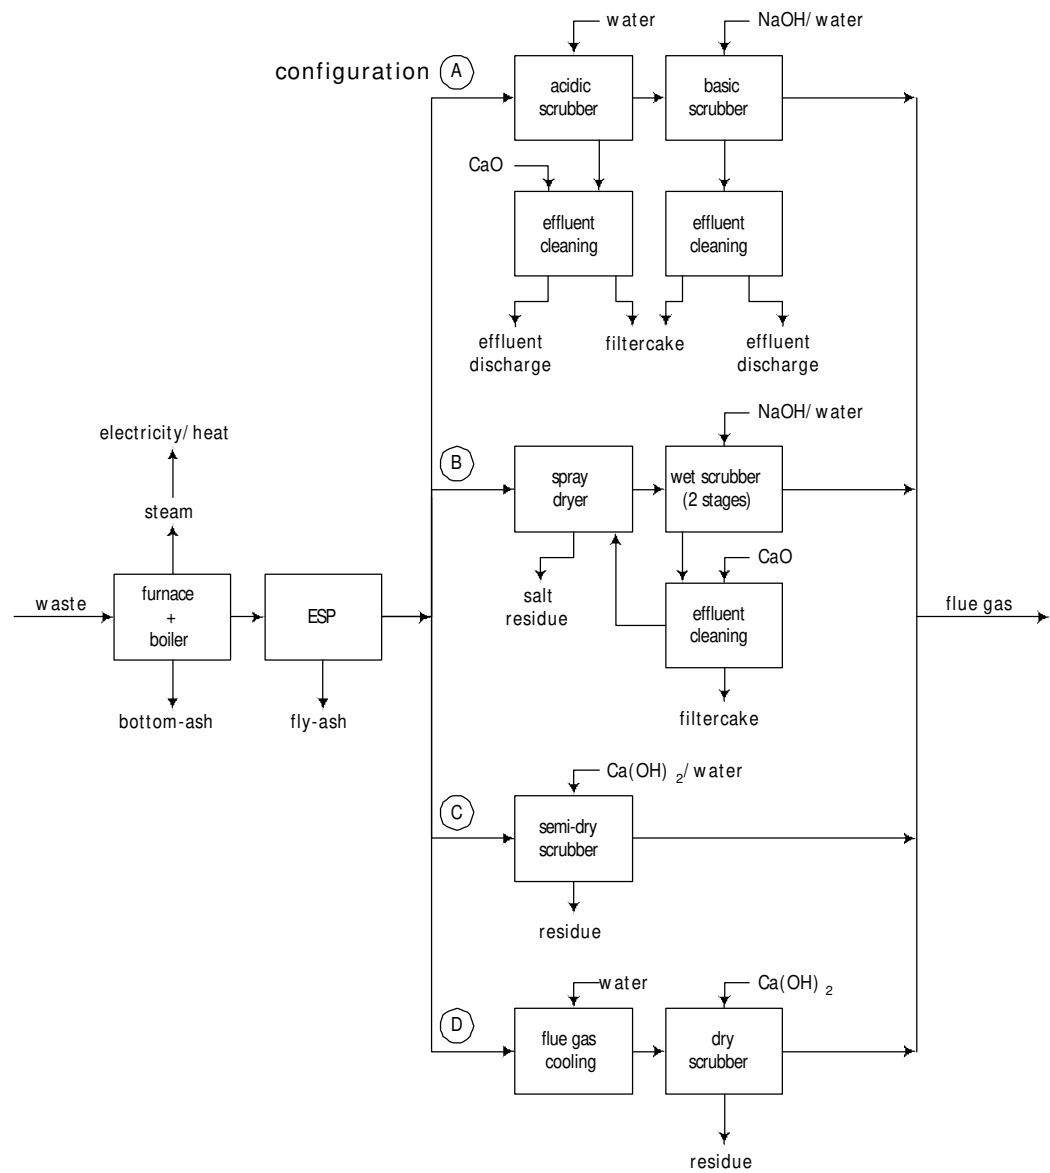 water
NaOH/water
configuration A
acidic
scrubber
basic
scrubber
CaO
effluent
cleaning
effluent
cleaning
effluent
discharge
filtercake
effluent
discharge
NaOH/water
electricity/heat
B
spray
dryer
wet scrubber
(2 stages)
steam
CaO
salt
residue
waste
furnace
+
boiler
ESP
effluent
cleaning
flue gas
bottom-ash
fly-ash
filtercake
Ca(OH) 2/water
C
semi-dry
scrubber
residue
water
Ca(OH) 2
D
flue gas
cooling
dry
scrubber
residue